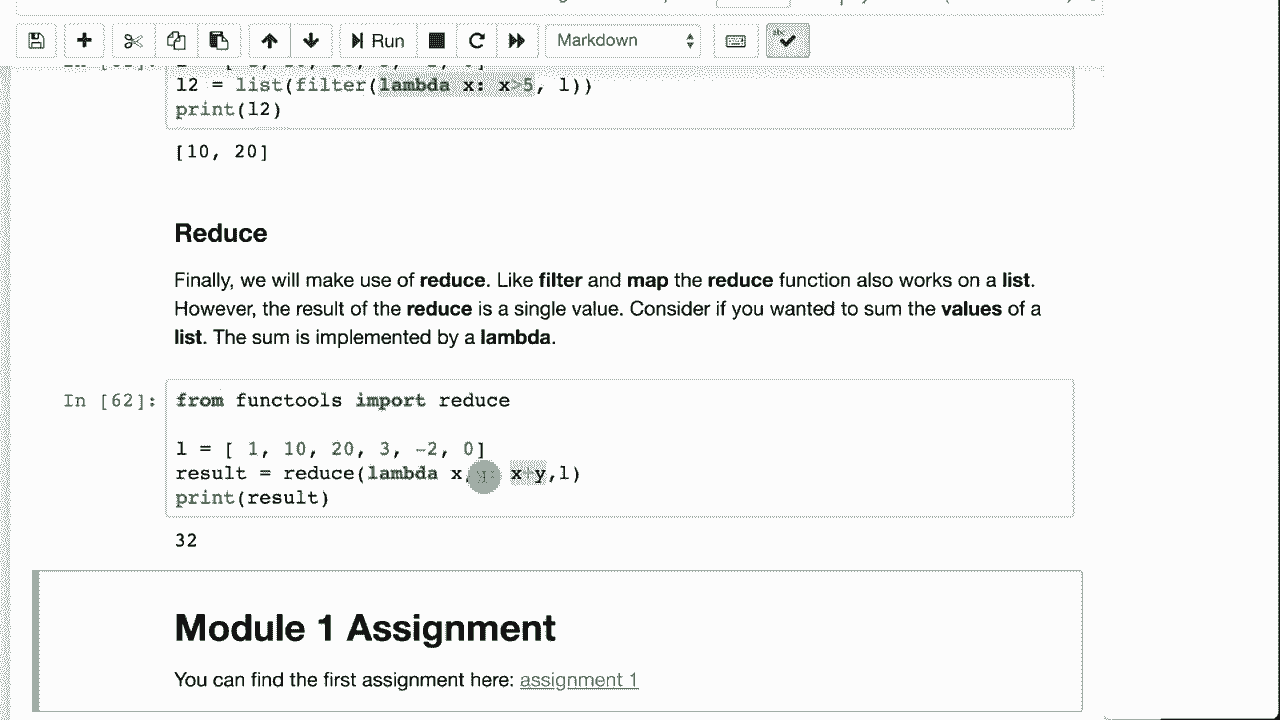 Run
Markdown
l2 = list(filter(lambda x: x>5, l))
print(l2)
[10, 20]
Reduce
Finally, we will make use of reduce. Like filter and map the reduce function also works on a list.
However, the result of the reduce is a single value. Consider if you wanted to sum the values of a
list. The sum is implemented by a lambda.
In [62]:
from functools import reduce
l = [ 1, 10, 20, 3, -2, 0]
result = reduce(lambda x, y: x+y,l)
print(result)
32
Module 1 Assignment
You can find the first assignment here: assignment 1